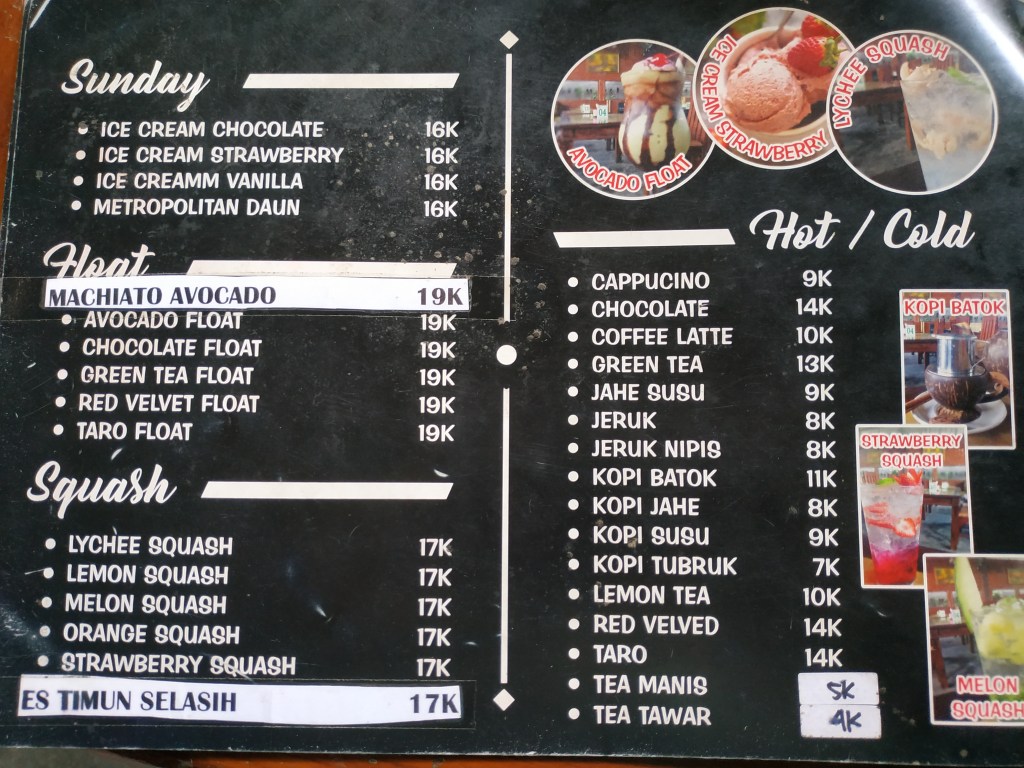 Sunday
ICE CREAM CHOCOLATE 16K
ICE CREAM STRAWBERRY 16K
ICE CREAMM VANILLA 16K
METROPOLITAN DAUN 16K
Float
MACHIATO AVOCADO 19K
AVOCADO FLOAT 19K
CHOCOLATE FLOAT 19K
GREEN TEA FLOAT 19K
RED VELVET FLOAT 19K
TARO FLOAT 19K
Squash
LYCHEE SQUASH 17K
LEMON SQUASH 17K
MELON SQUASH 17K
ORANGE SQUASH 17K
STRAWBERRY SQUASH 17K
ES TIMUN SELASIH 17K
AVOCADO FLOAT
ICE CREAM STRAWBERRY
LYCHEE SQUASH
Hot / Cold
CAPPUCINO 9K
CHOCOLATE 14K
COFFEE LATTE 10K
GREEN TEA 13K
JAHE SUSU 9K
JERUK 8K
JERUK NIPIS 8K
KOPI BATOK 11K
KOPI JAHE 8K
KOPI SUSU 9K
KOPI TUBRUK 7K
LEMON TEA 10K
RED VELVED 14K
TARO 14K
TEA MANIS 5K
TEA TAWAR 4K
KOPI BATOK
04
STRAWBERRY
SQUASH
MELON
SQUASH